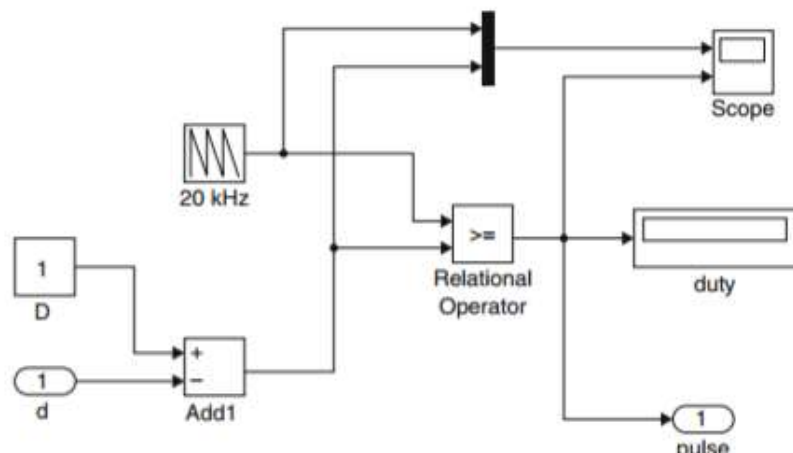 Scope
20 kHz
>=
Relational
Operator
duty
1
D
+
−
Add1
1
d
1
pulse